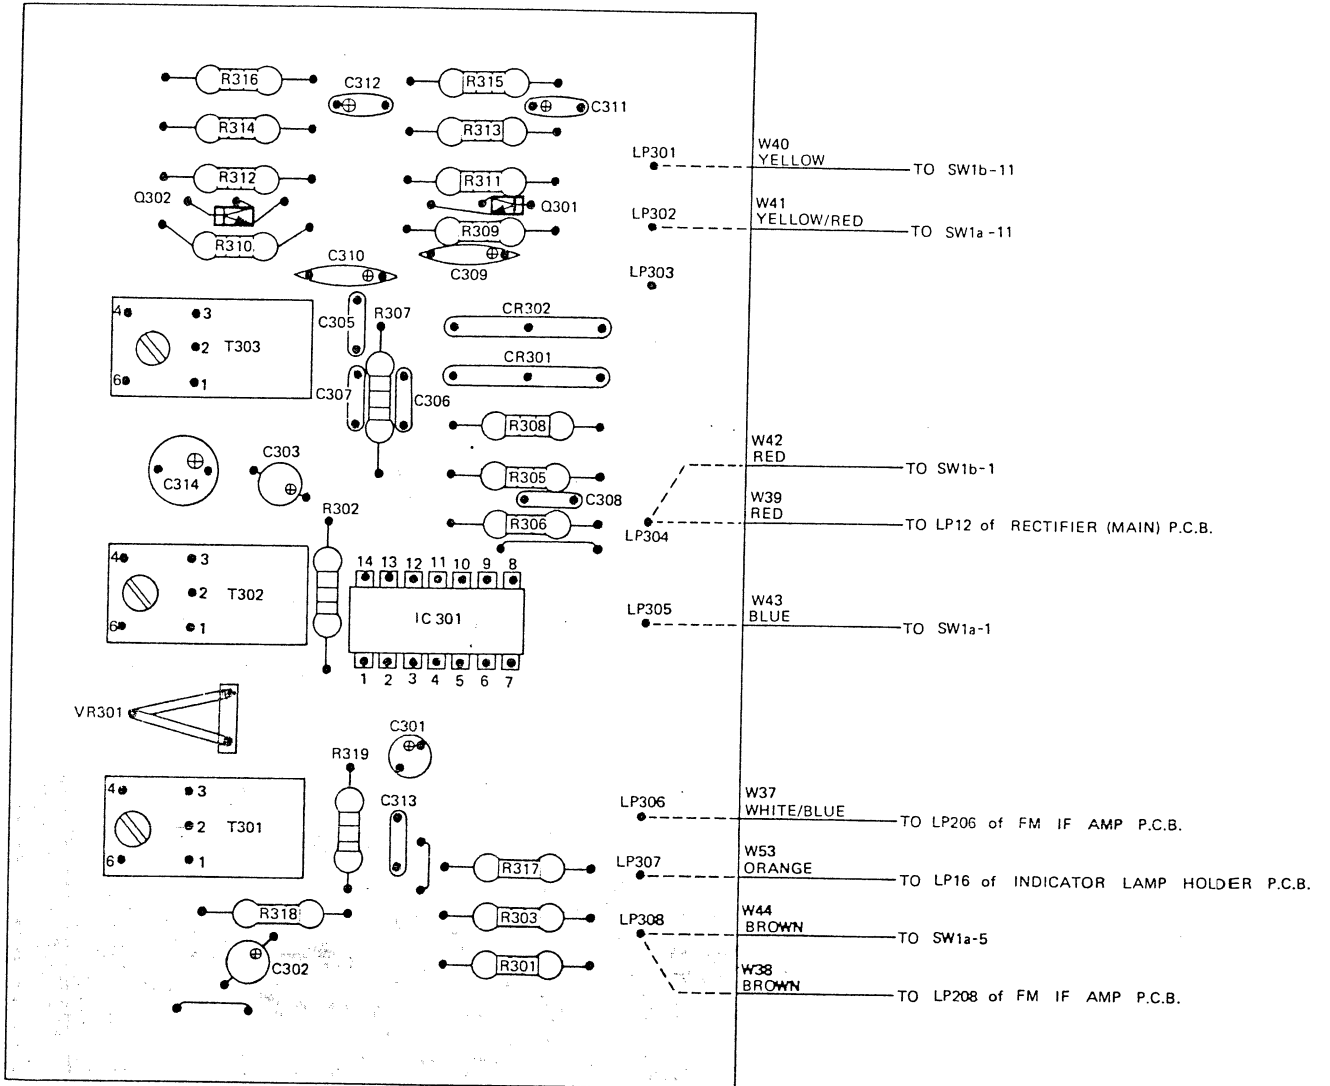 R316
C312
R315
C311
R314
R313
LP301
W40
YELLOW
TO SW1b-11
R312
R311
Q302
Q301
LP302
W41
YELLOW/RED
TO SW1a-11
R310
R309
C310
C309
LP303
4
3
2
T303
6
1
C305
R307
CR302
CR301
C307
C306
R308
W42
RED
TO SW1b-1
C314
C303
R305
C308
R302
R306
LP304
W39
RED
TO LP12 of RECTIFIER (MAIN) P.C.B.
4
3
2
T302
6
1
14 13 12 11 10 9 8
IC301
1 2 3 4 5 6 7
LP305
W43
BLUE
TO SW1a-1
VR301
C301
R319
4
3
2
T301
6
1
C313
LP306
W37
WHITE/BLUE
TO LP206 of FM IF AMP P.C.B.
R317
LP307
W53
ORANGE
TO LP16 of INDICATOR LAMP HOLDER P.C.B.
R318
R303
LP308
W44
BROWN
TO SW1a-5
C302
R301
W38
BROWN
TO LP208 of FM IF AMP P.C.B.